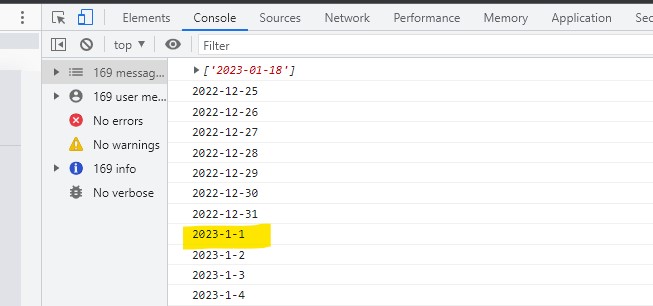 Elements Console Sources Network Performance Memory Application Security
top Filter
169 messag...
169 user me...
No errors
No warnings
169 info
No verbose
['2023-01-18']
2022-12-25
2022-12-26
2022-12-27
2022-12-28
2022-12-29
2022-12-30
2022-12-31
2023-1-1
2023-1-2
2023-1-3
2023-1-4